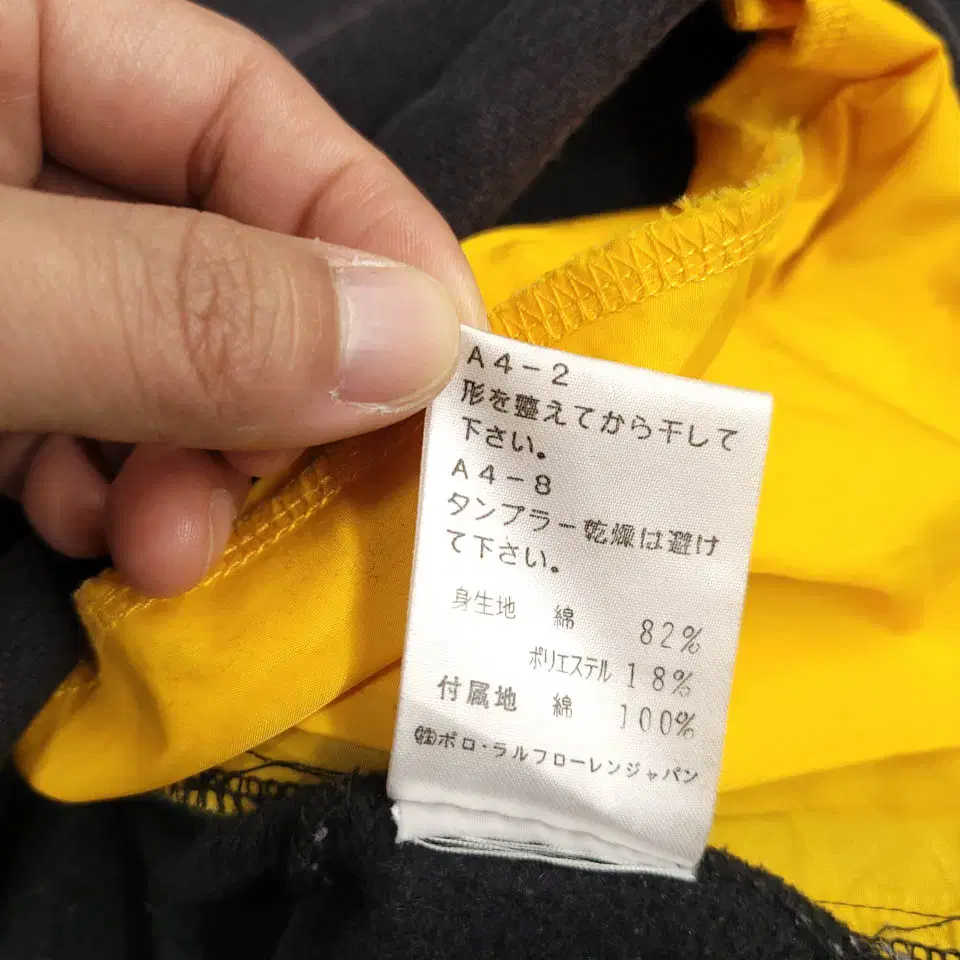 A4-2
形を整えてから干して
下さい。
A4-8
タンブラー乾燥は避け
て下さい。
身生地 綿 82%
ポリエステル 18%
付属地 綿 100%
㈱ポロ・ラルフローレンジャパン